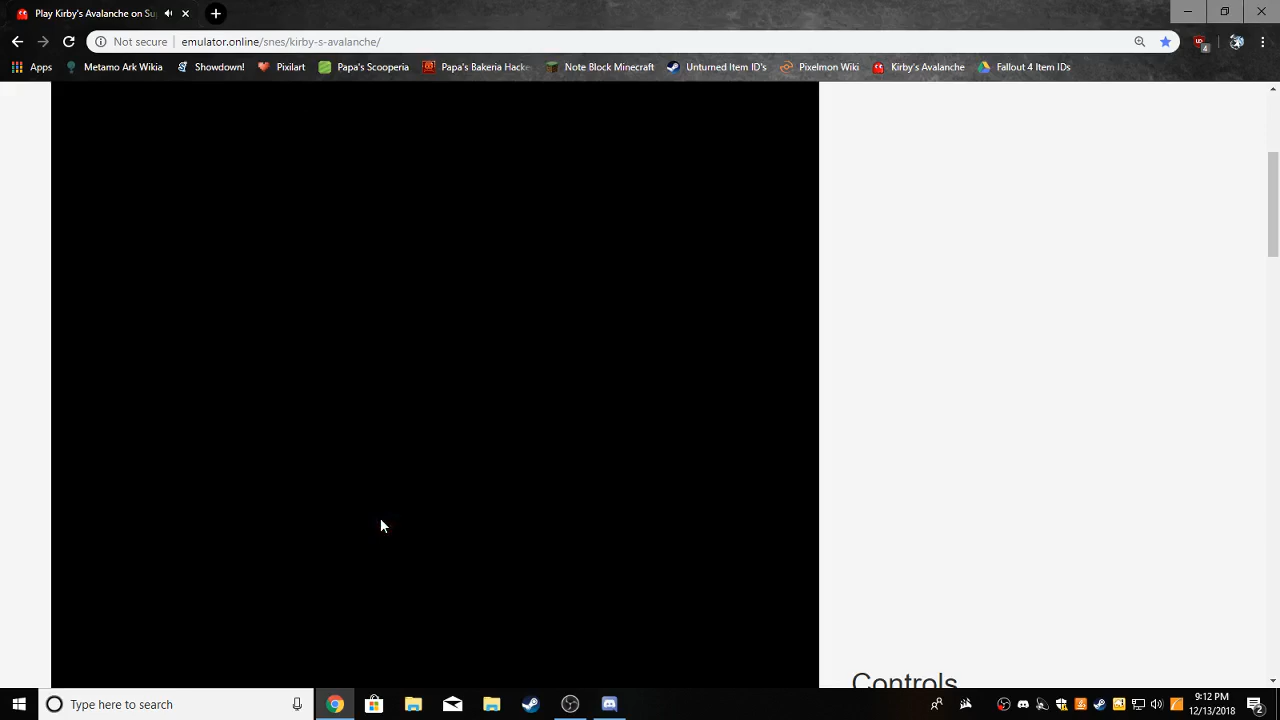 Play Kirby's Avalanche on Su
Not secure
emulator.online/snes/kirby-s-avalanche/
Apps
Metamo Ark Wikia
Showdown!
Pixilart
Papa's Scooperia
Papa's Bakeria Hacke
Note Block Minecraft
Unturned Item ID's
Pixelmon Wiki
Kirby's Avalanche
Fallout 4 Item IDs
Controls
Type here to search
9:12 PM
12/13/2018